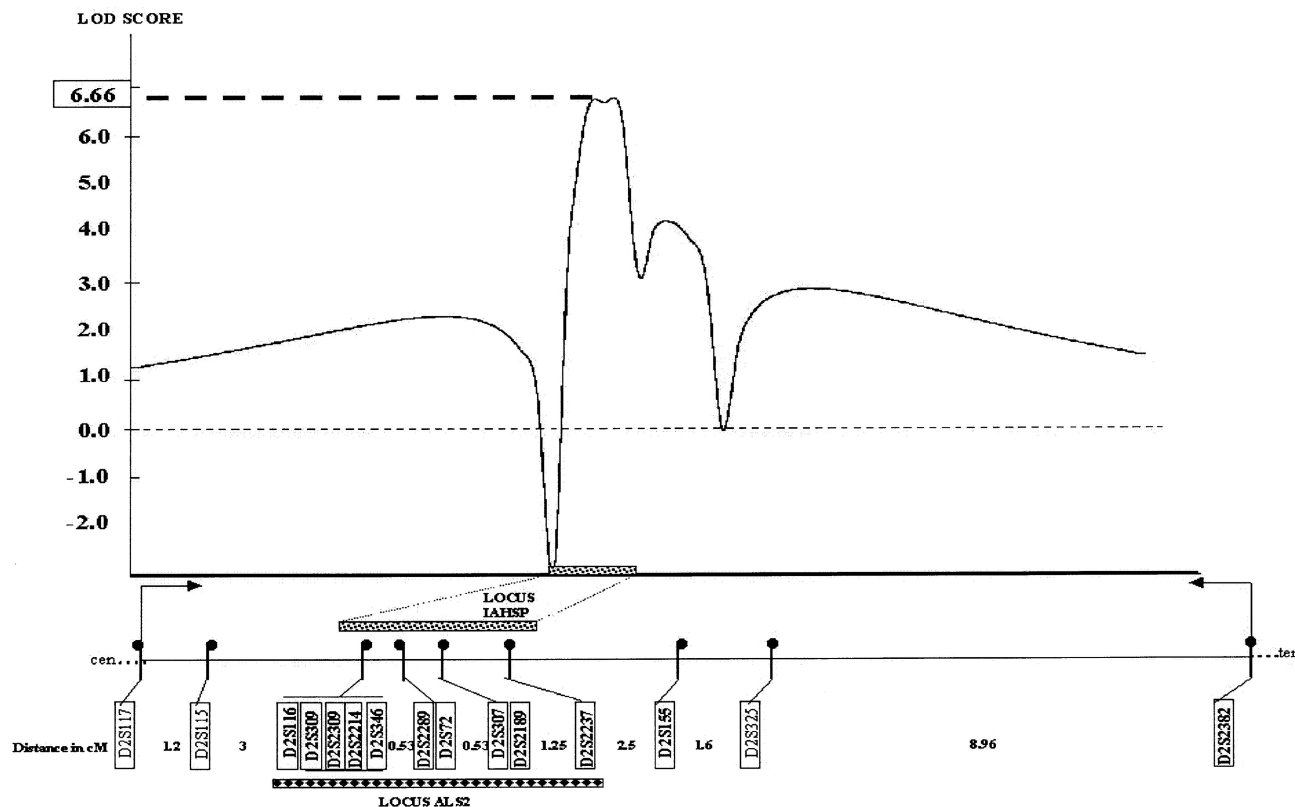 LOD SCORE
6.66
6.0
5.0
4.0
3.0
2.0
1.0
0.0
-1.0
-2.0
LOCUS
IAHSP
cen....
....ter
D2S117
D2S115
D2S116
D2S309
D2S2309
D2S2214
D2S346
D2S2289
D2S72
D2S307
D2S2189
D2S2237
D2S155
D2S325
D2S2382
Distance in cM 1.2 3 0.53 0.53 1.25 2.5 1.6 8.96
LOCUS ALS2